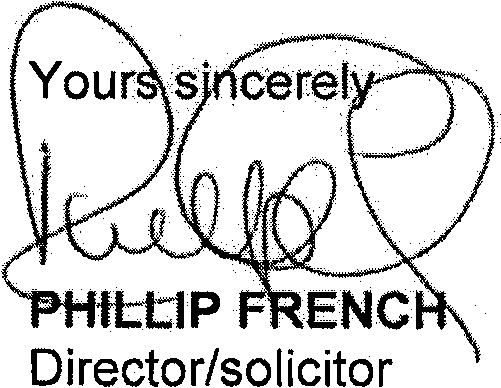 Yours sincerely
PHILLIP FRENCH
Director/solicitor